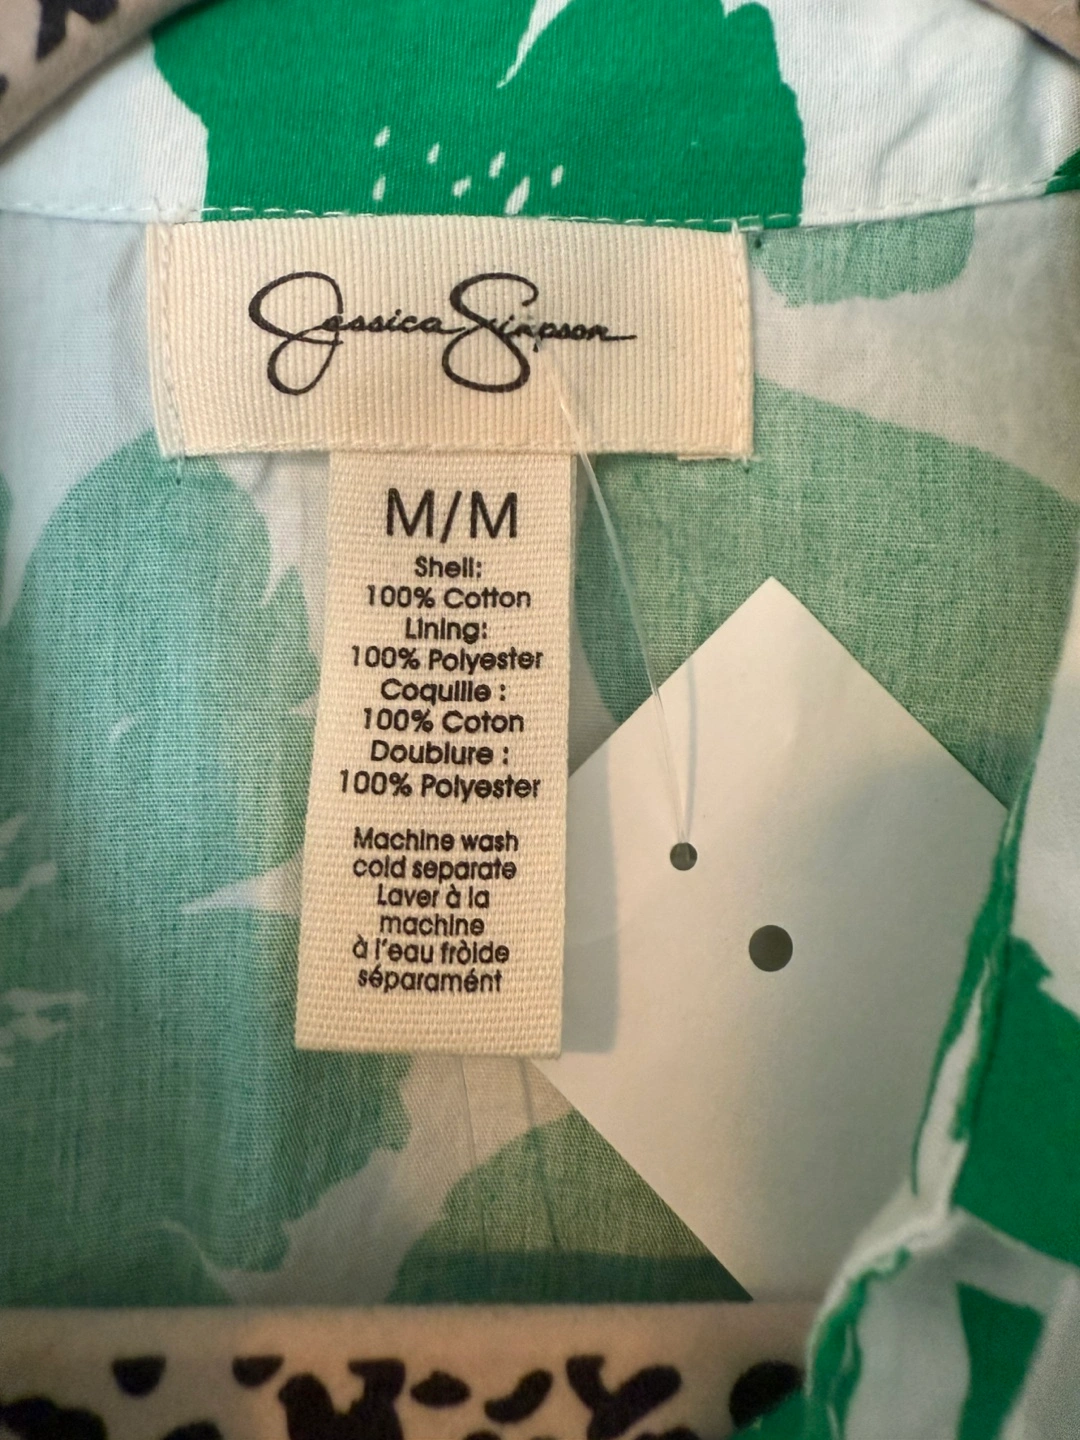 Jessica Simpson
M/M
Shell:
100% Cotton
Lining:
100% Polyester
Coquille :
100% Coton
Doublure :
100% Polyester
Machine wash
cold separate
Laver à la
machine
à l'eau fròide
séparamént